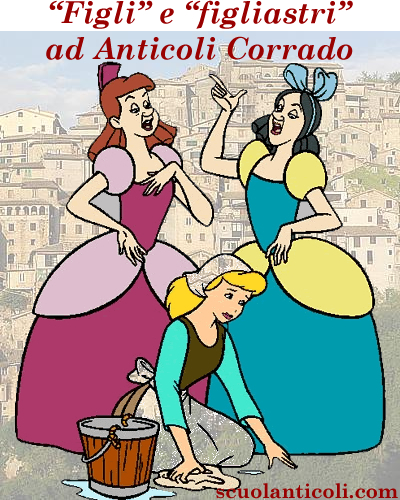 “Figli” e “figliastri”
ad Anticoli Corrado
scuolanticoli.com